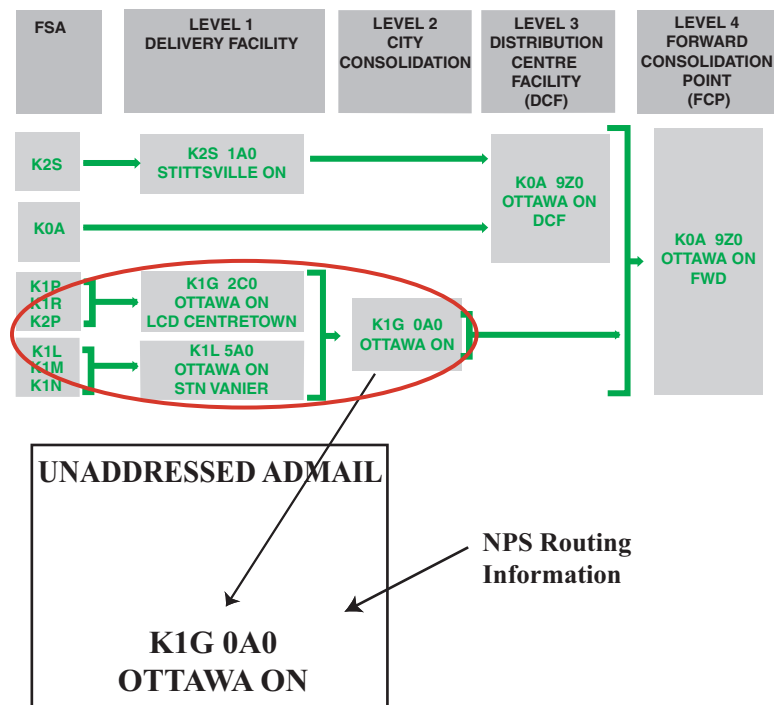 FSA
LEVEL 1
DELIVERY FACILITY
LEVEL 2
CITY
CONSOLIDATION
LEVEL 3
DISTRIBUTION
CENTRE
FACILITY
(DCF)
LEVEL 4
FORWARD
CONSOLIDATION
POINT
(FCP)
K2S
K2S 1A0
STITTSVILLE ON
K0A
K0A 9Z0
OTTAWA ON
DCF
K0A 9Z0
OTTAWA ON
FWD
K1P
K1R
K2P
K1G 2C0
OTTAWA ON
LCD CENTRETOWN
K1L
K1M
K1N
K1L 5A0
OTTAWA ON
STN VANIER
K1G 0A0
OTTAWA ON
UNADDRESSED ADMAIL
NPS Routing
Information
K1G 0A0
OTTAWA ON